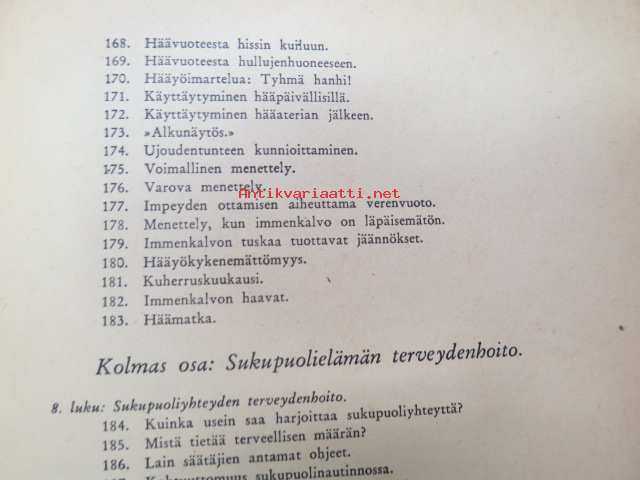 168. Häävuoteesta hissin kuiluun.
169. Häävuoteesta hullujenhuoneeseen.
170. Hääyöimartelua: Tyhmä hanhi!
171. Käyttäytyminen hääpäivällisillä.
172. Käyttäytyminen hääaterian jälkeen.
173. »Alkunäytös.»
174. Ujoudentunteen kunnioittaminen.
175. Voimallinen menettely.
176. Varova menettely.
Antikvariaatti.net
177. Impeyden ottamisen aiheuttama verenvuoto.
178. Menettely, kun immenkalvo on läpäisemätön.
179. Immenkalvon tuskaa tuottavat jäännökset.
180. Hääyökykenemättömyys.
181. Kuherruskuukausi.
182. Immenkalvon haavat.
183. Häämatka.
Kolmas osa: Sukupuolielämän terveydenhoito.
8. luku: Sukupuoliyhteyden terveydenhoito.
184. Kuinka usein saa harjoittaa sukupuoliyhteyttä?
185. Mistä tietää terveellisen määrän?
186. Lain säätäjien antamat ohjeet.
187. Kohtuuttomuus sukupuolinautinnossa.